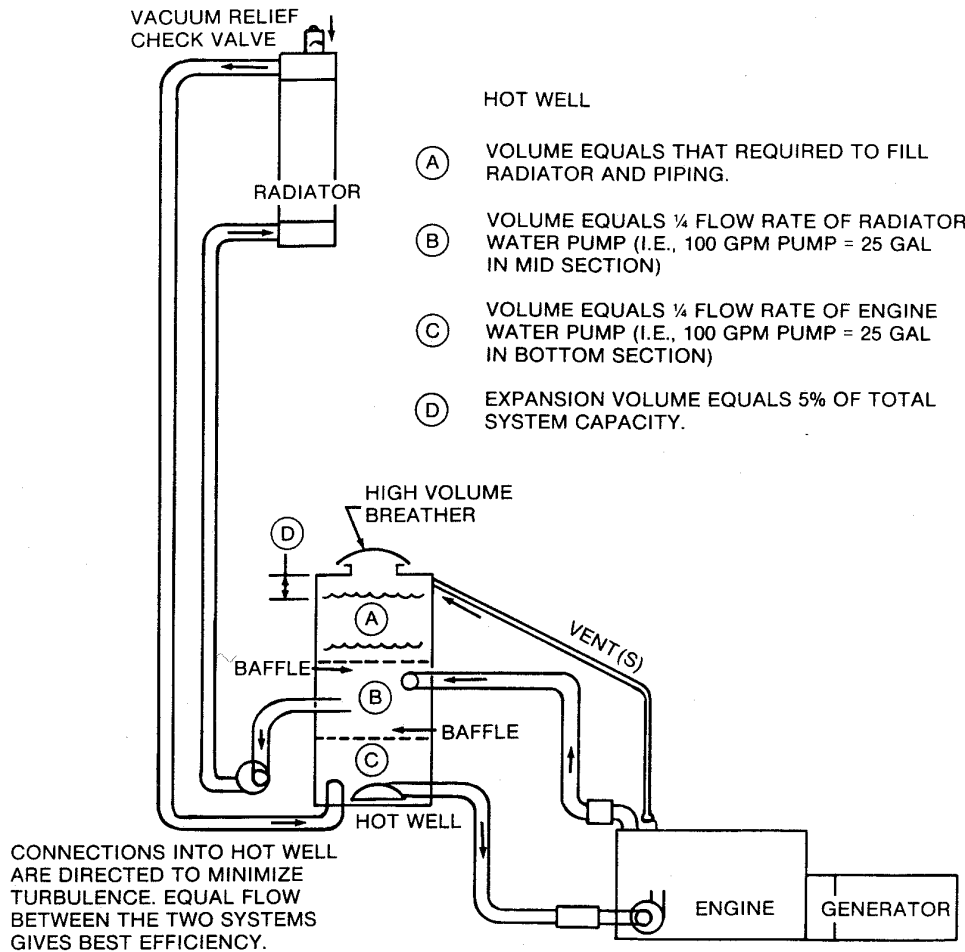 VACUUM RELIEF
CHECK VALVE
RADIATOR
HOT WELL
A
VOLUME EQUALS THAT REQUIRED TO FILL
RADIATOR AND PIPING.
B
VOLUME EQUALS ¼ FLOW RATE OF RADIATOR
WATER PUMP (I.E., 100 GPM PUMP = 25 GAL
IN MID SECTION)
C
VOLUME EQUALS ¼ FLOW RATE OF ENGINE
WATER PUMP (I.E., 100 GPM PUMP = 25 GAL
IN BOTTOM SECTION)
D
EXPANSION VOLUME EQUALS 5% OF TOTAL
SYSTEM CAPACITY.
HIGH VOLUME
BREATHER
D
A
VENT(S)
BAFFLE
B
BAFFLE
C
HOT WELL
CONNECTIONS INTO HOT WELL
ARE DIRECTED TO MINIMIZE
TURBULENCE. EQUAL FLOW
BETWEEN THE TWO SYSTEMS
GIVES BEST EFFICIENCY.
ENGINE
GENERATOR